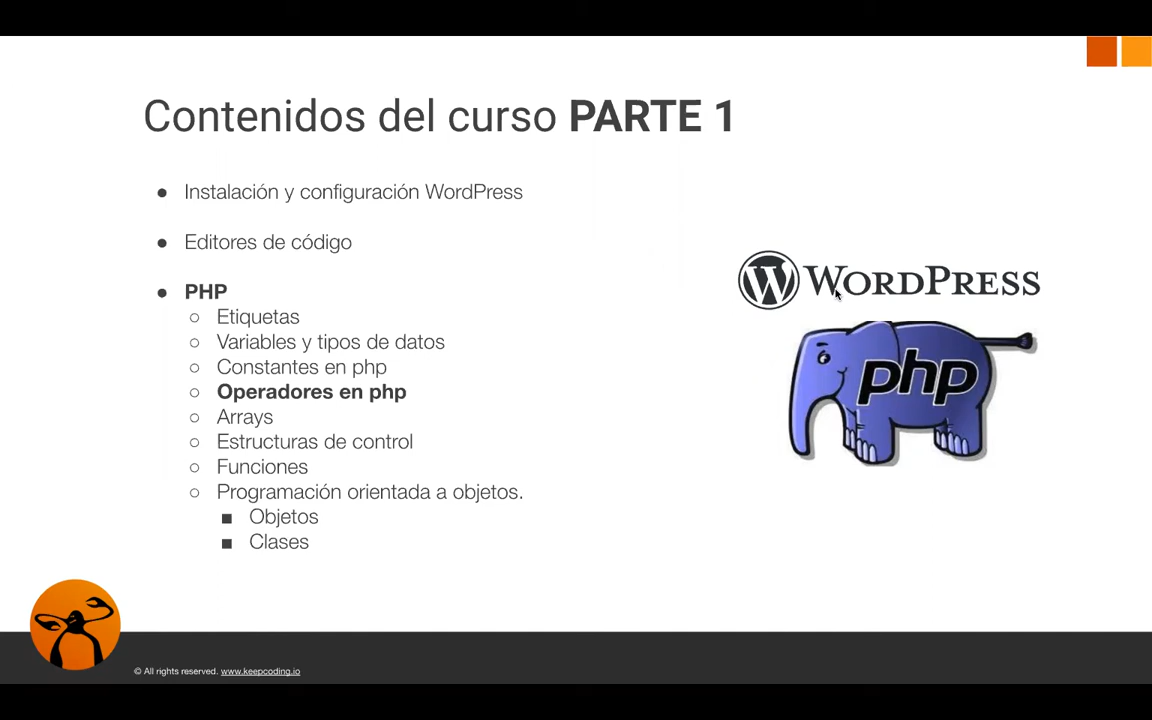 Contenidos del curso PARTE 1
● Instalación y configuración WordPress
● Editores de código
● PHP
○ Etiquetas
○ Variables y tipos de datos
○ Constantes en php
○ Operadores en php
○ Arrays
○ Estructuras de control
○ Funciones
○ Programación orientada a objetos.
■ Objetos
■ Clases
W WORDPRESS
php
© All rights reserved. www.keepcoding.io